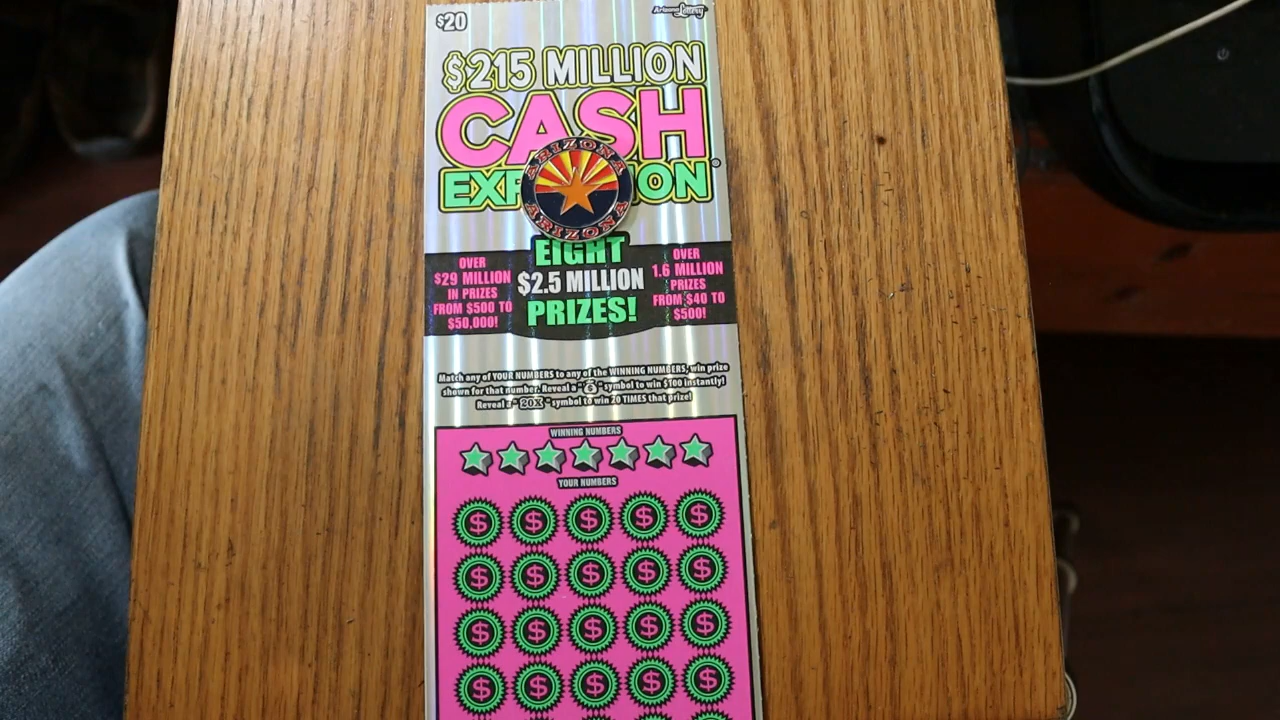 $20
Arizona Lottery
$215 MILLION
CASH
EXP ION
ARIZONA
ARIZONA
EIGHT
$2.5 MILLION
PRIZES!
OVER
$29 MILLION
IN PRIZES
FROM $500 TO
$50,000!
OVER
1.6 MILLION
PRIZES
FROM $40 TO
$500!
Match any of YOUR NUMBERS to any of the WINNING NUMBERS, win prize
shown for that number. Reveal a " " symbol to win $100 instantly!
Reveal a "20X" symbol to win 20 TIMES that prize!
WINNING NUMBERS
YOUR NUMBERS
$ $ $ $ $
$ $ $ $ $
$ $ $ $ $
$ $ $ $ $